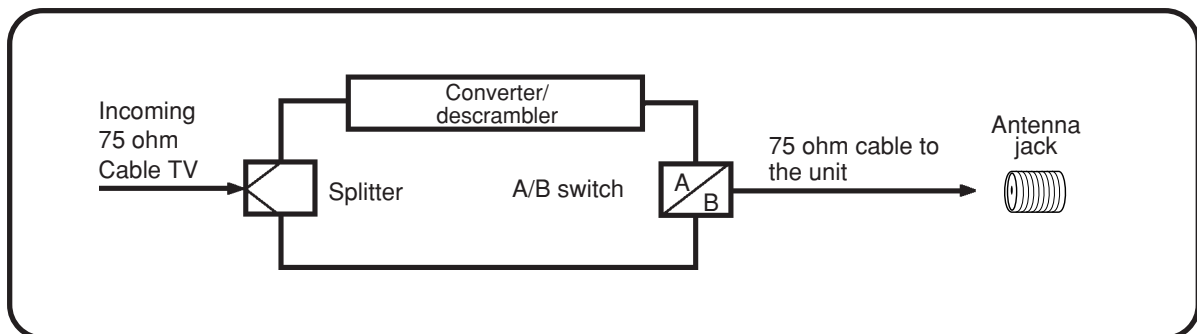 Incoming
75 ohm
Cable TV
Converter/
descrambler
Splitter
A/B switch
A
B
75 ohm cable to
the unit
Antenna
jack